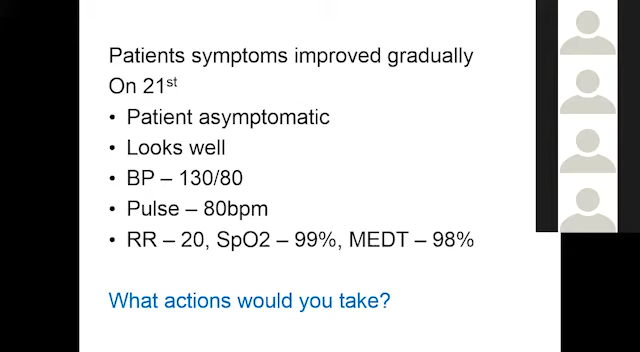 Patients symptoms improved gradually
On 21st
• Patient asymptomatic
• Looks well
• BP – 130/80
• Pulse – 80bpm
• RR – 20, SpO2 – 99%, MEDT – 98%
What actions would you take?